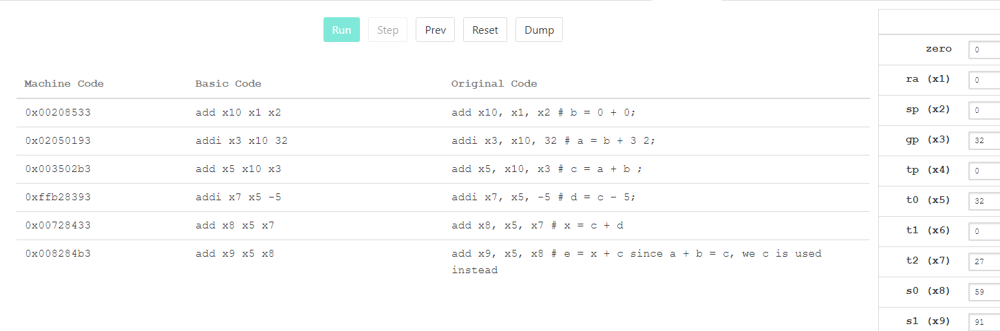 Run Step Prev Reset Dump
zero 0
Machine Code Basic Code Original Code ra (x1) 0
0x00208533 add x10 x1 x2 add x10, x1, x2 # b = 0 + 0; sp (x2) 0
0x02050193 addi x3 x10 32 addi x3, x10, 32 # a = b + 3 2; gp (x3) 32
0x003502b3 add x5 x10 x3 add x5, x10, x3 # c = a + b ; tp (x4) 0
0xffb28393 addi x7 x5 -5 addi x7, x5, -5 # d = c - 5; t0 (x5) 32
0x00728433 add x8 x5 x7 add x8, x5, x7 # x = c + d t1 (x6) 0
0x008284b3 add x9 x5 x8 add x9, x5, x8 # e = x + c since a + b = c, we c is used t2 (x7) 27
instead
s0 (x8) 59
s1 (x9) 91